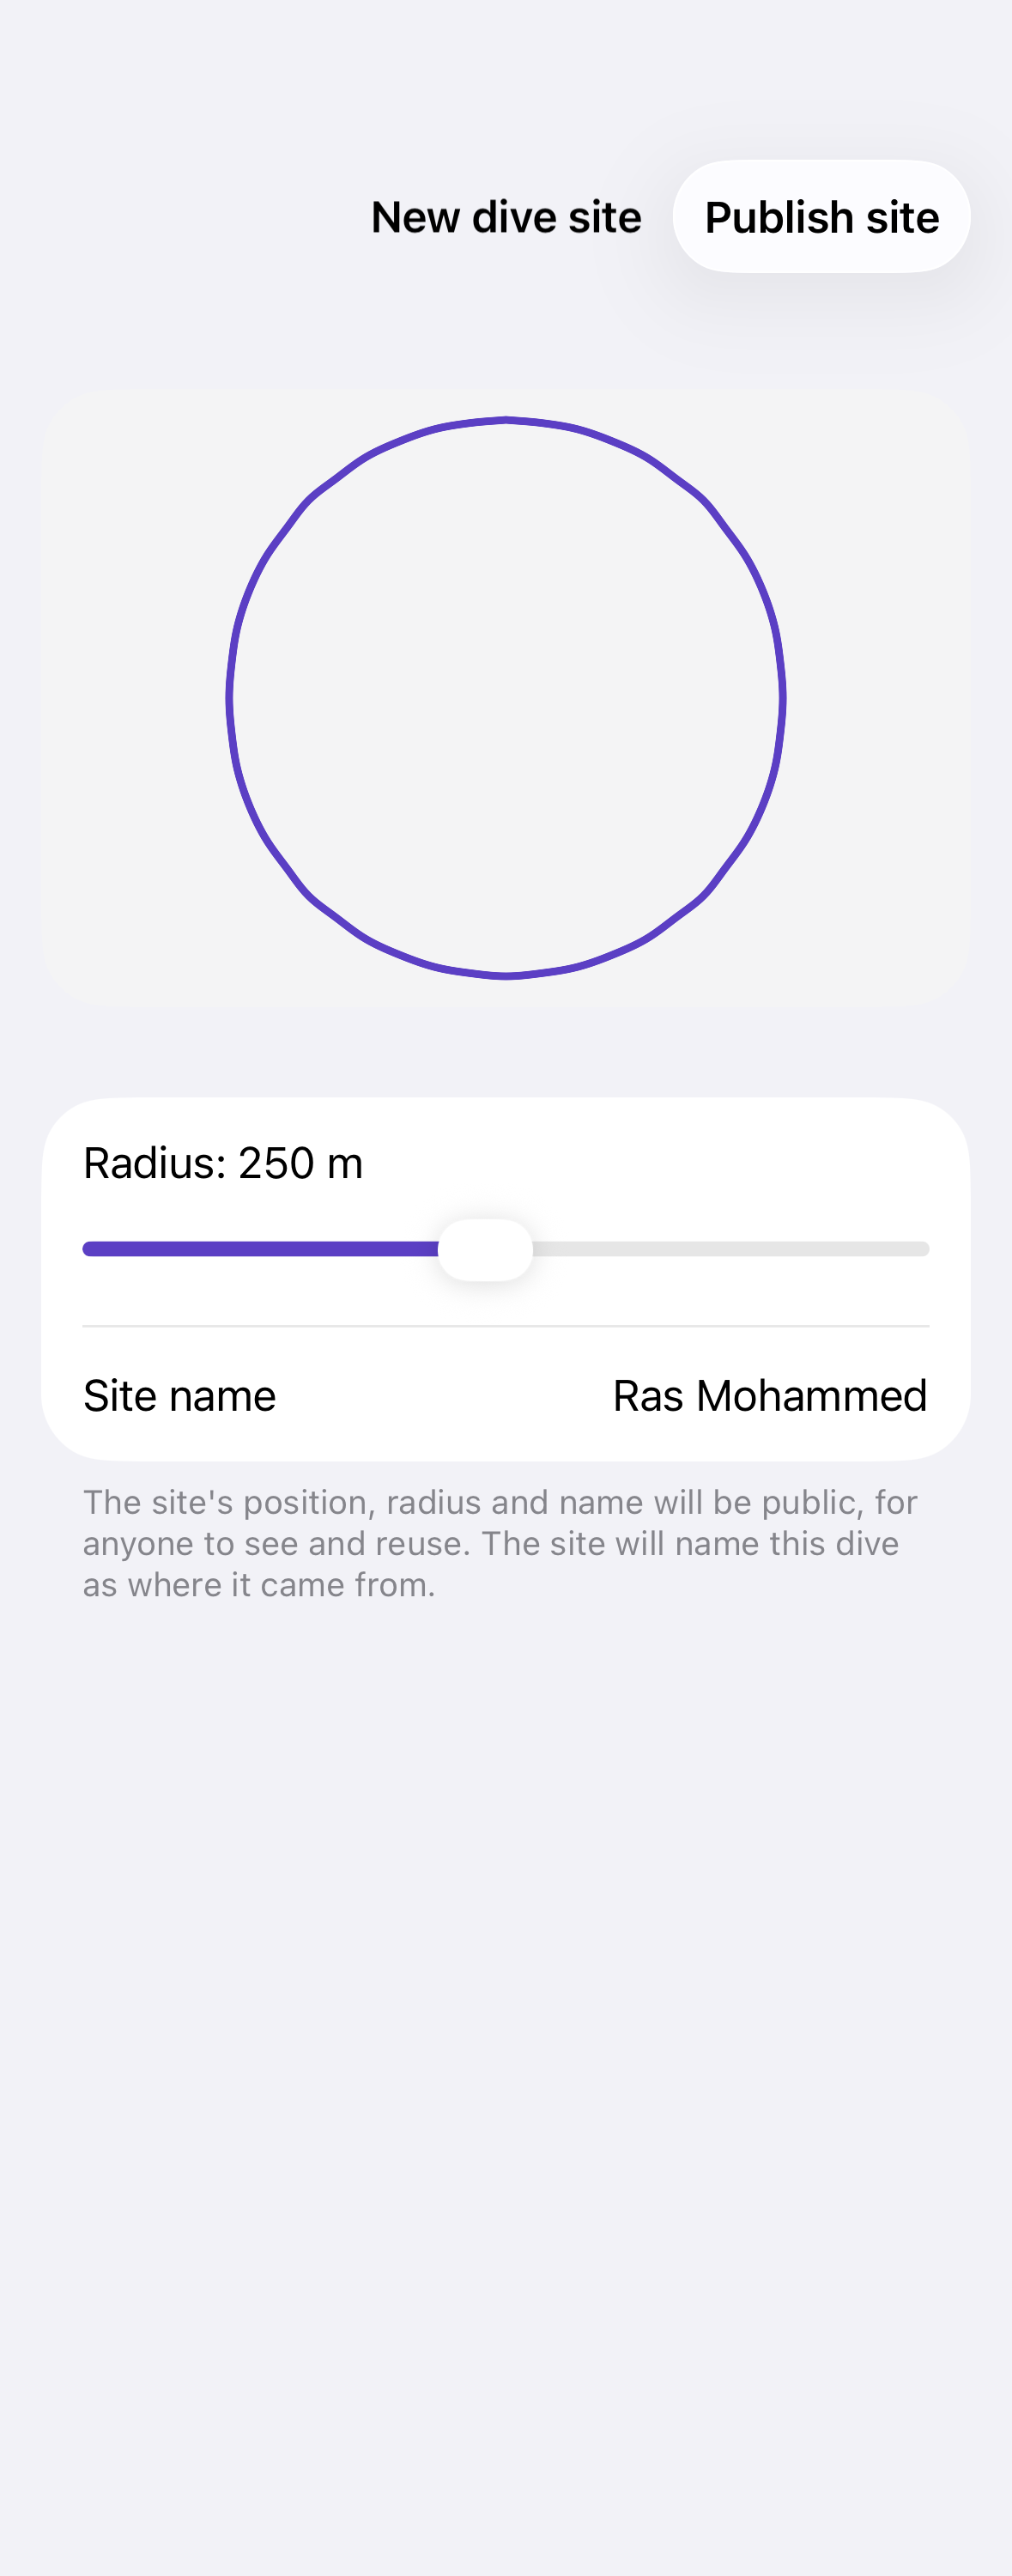 New dive site
Publish site
Radius: 250 m
Site name
Ras Mohammed
The site's position, radius and name will be public, for
anyone to see and reuse. The site will name this dive
as where it came from.